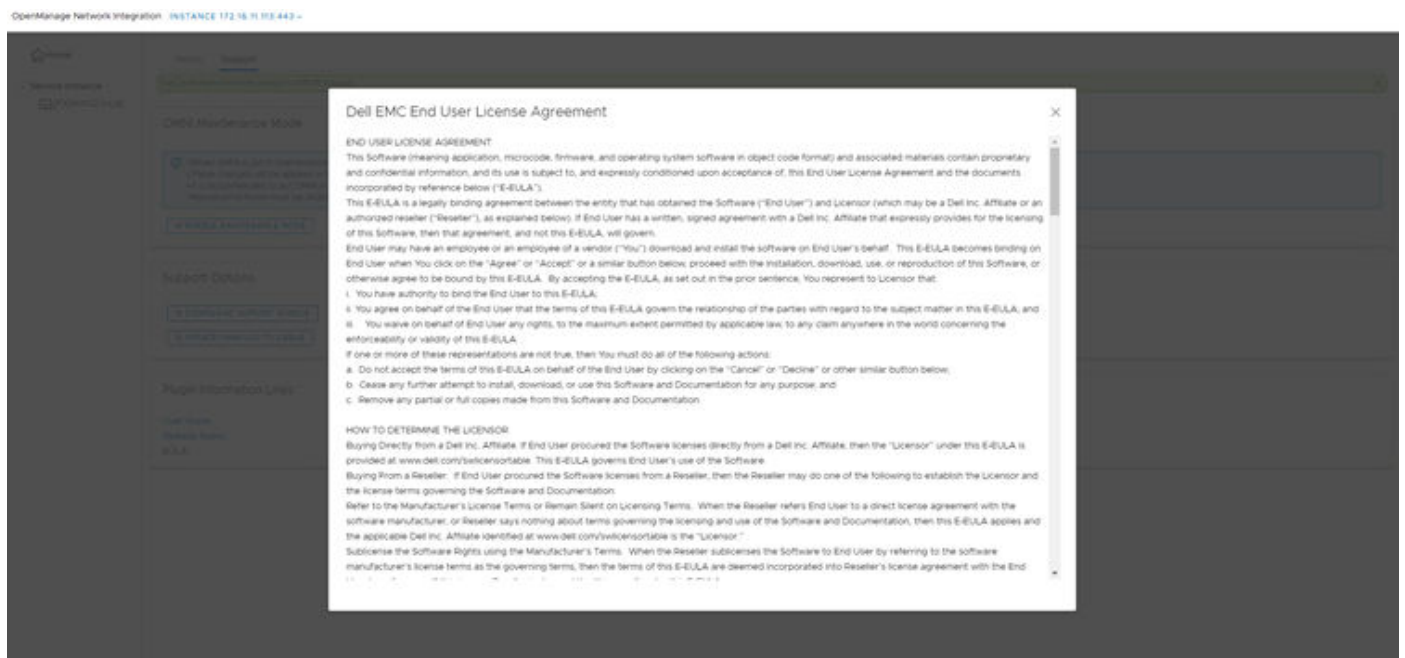 OpenManage Network Integration INSTANCE 172.16.11.113:443
Home
Support
OMNI Maintenance Mode
Support Options
Plugin Information Links
Dell EMC End User License Agreement
END USER LICENSE AGREEMENT
This Software (meaning application, microcode, firmware, and operating system software in object code format) and associated materials contain proprietary
and confidential information, and its use is subject to, and expressly conditioned upon acceptance of, this End User License Agreement and the documents
incorporated by reference below ("E-EULA").
This E-EULA is a legally binding agreement between the entity that has obtained the Software ("End User") and Licensor (which may be a Dell Inc. Affiliate or an
authorized reseller ("Reseller"), as explained below). If End User has a written, signed agreement with a Dell Inc. Affiliate that expressly provides for the licensing
of this Software, then that agreement, and not this E-EULA, will govern.
End User may have an employee or an employee of a vendor ("You") download and install the software on End User's behalf. This E-EULA becomes binding on
End User when You click on the "Agree" or "Accept" or a similar button below, proceed with the installation, download, use, or reproduction of this Software, or
otherwise agree to be bound by this E-EULA. By accepting the E-EULA, as set out in the prior sentence, You represent to Licensor that:
i. You have authority to bind the End User to this E-EULA;
ii. You agree on behalf of the End User that the terms of this E-EULA govern the relationship of the parties with regard to the subject matter in this E-EULA; and
iii. You waive on behalf of End User any rights, to the maximum extent permitted by applicable law, to any claim anywhere in the world concerning the
enforceability or validity of this E-EULA.
If one or more of these representations are not true, then You must do all of the following actions:
a. Do not accept the terms of this E-EULA on behalf of the End User by clicking on the "Cancel" or "Decline" or other similar button below;
b. Cease any further attempt to install, download, or use this Software and Documentation for any purpose; and
c. Remove any partial or full copies made from this Software and Documentation.
HOW TO DETERMINE THE LICENSOR
Buying Directly from a Dell Inc. Affiliate. If End User procured the Software licenses directly from a Dell Inc. Affiliate, then the "Licensor" under this E-EULA is
provided at www.dell.com/swlicensortable. This E-EULA governs End User's use of the Software.
Buying From a Reseller. If End User procured the Software licenses from a Reseller, then the Reseller may do one of the following to establish the Licensor and
the license terms governing the Software and Documentation:
Refer to the Manufacturer's License Terms or Remain Silent on Licensing Terms. When the Reseller refers End User to a direct license agreement with the
software manufacturer, or Reseller says nothing about terms governing the licensing and use of the Software and Documentation, then this E-EULA applies and
the applicable Dell Inc. Affiliate identified at www.dell.com/swlicensortable is the "Licensor."
Sublicense the Software Rights using the Manufacturer's Terms. When the Reseller sublicenses the Software to End User by referring to the software
manufacturer's license terms as the governing terms, then the terms of this E-EULA are deemed incorporated into Reseller's license agreement with the End